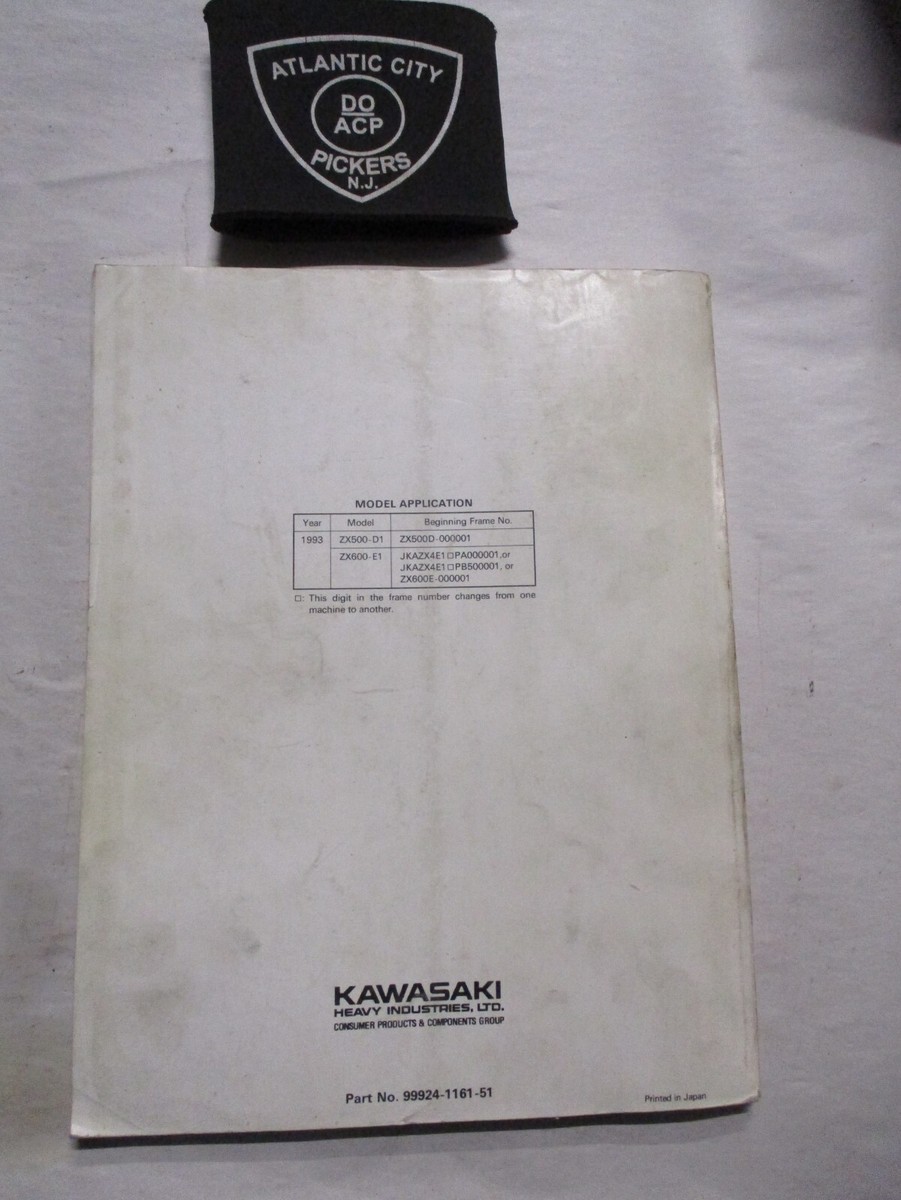 ATLANTIC CITY
DO
ACP
PICKERS
N.J.
MODEL APPLICATION
Year Model Beginning Frame No.
1993 ZX500-D1 ZX500D-000001
ZX600-E1 JKAZX4E1□PA000001,or
JKAZX4E1□PB500001, or
ZX600E-000001
□: This digit in the frame number changes from one
machine to another.
KAWASAKI
HEAVY INDUSTRIES, LTD.
CONSUMER PRODUCTS & COMPONENTS GROUP
Part No. 99924-1161-51
Printed in Japan